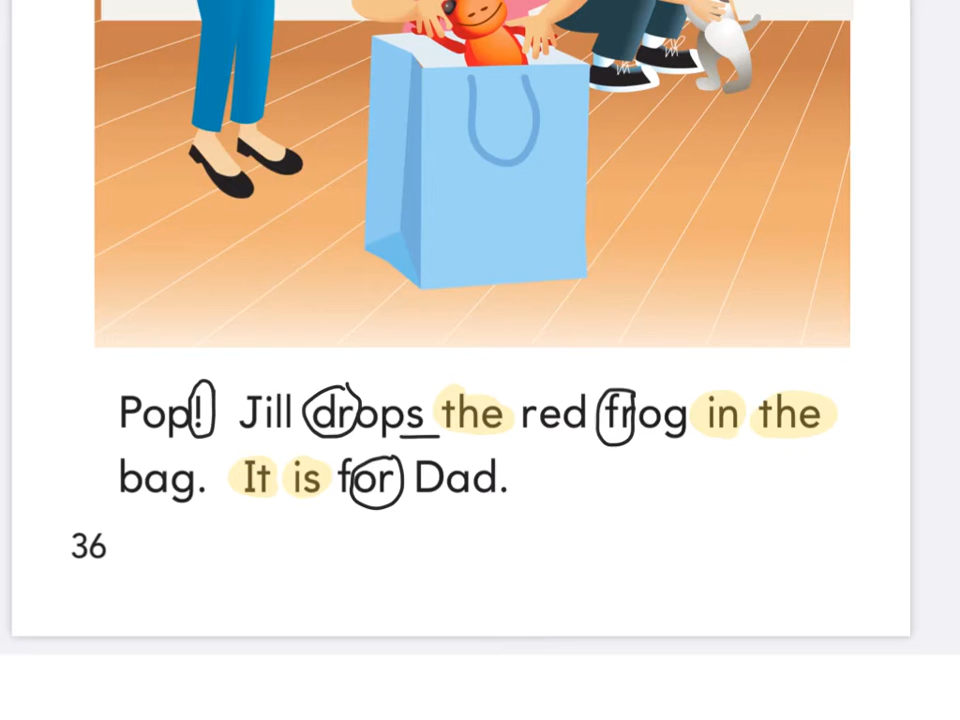 Pop! Jill drops the red frog in the
bag. It is for Dad.
36